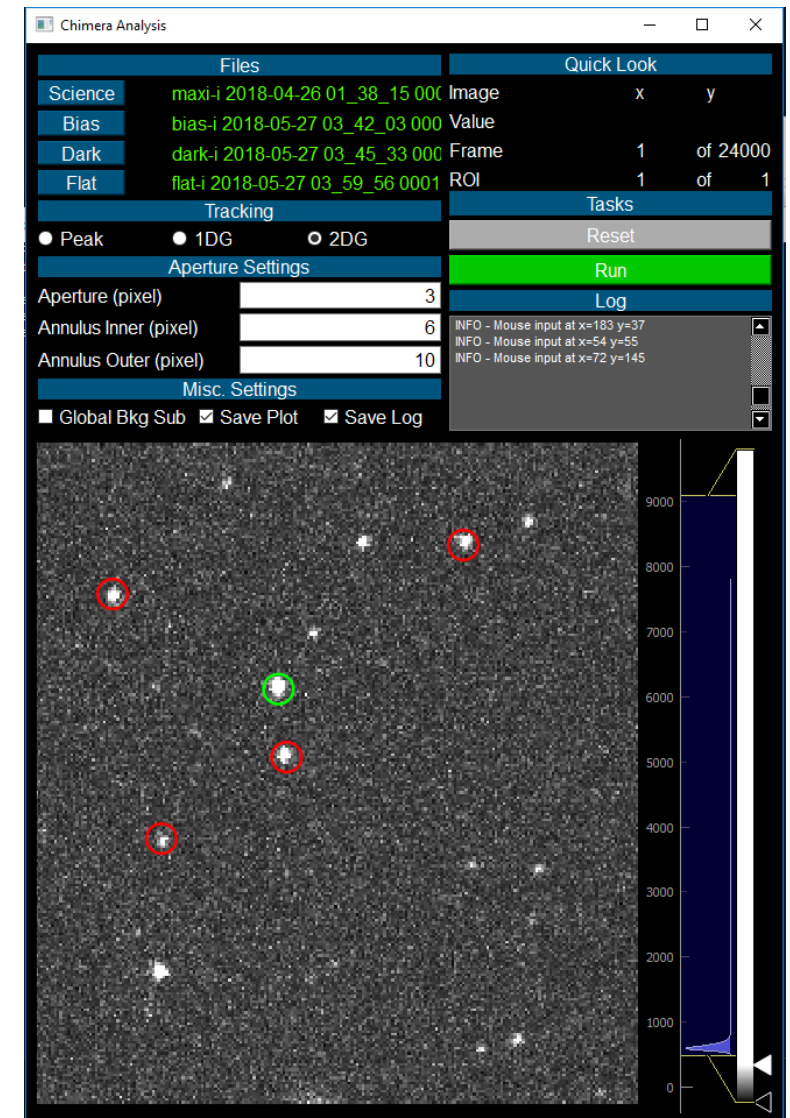 Chimera Analysis
Files
Science maxi-i 2018-04-26 01_38_15 000
Bias bias-i 2018-05-27 03_42_03 000
Dark dark-i 2018-05-27 03_45_33 000
Flat flat-i 2018-05-27 03_59_56 0001
Tracking
Peak 1DG 2DG
Aperture Settings
Aperture (pixel) 3
Annulus Inner (pixel) 6
Annulus Outer (pixel) 10
Misc. Settings
Global Bkg Sub Save Plot Save Log
Quick Look
Image x y
Value
Frame 1 of 24000
ROI 1 of 1
Tasks
Reset
Run
Log
INFO - Mouse input at x=183 y=37
INFO - Mouse input at x=54 y=55
INFO - Mouse input at x=72 y=145
9000
8000
7000
6000
5000
4000
3000
2000
1000
0